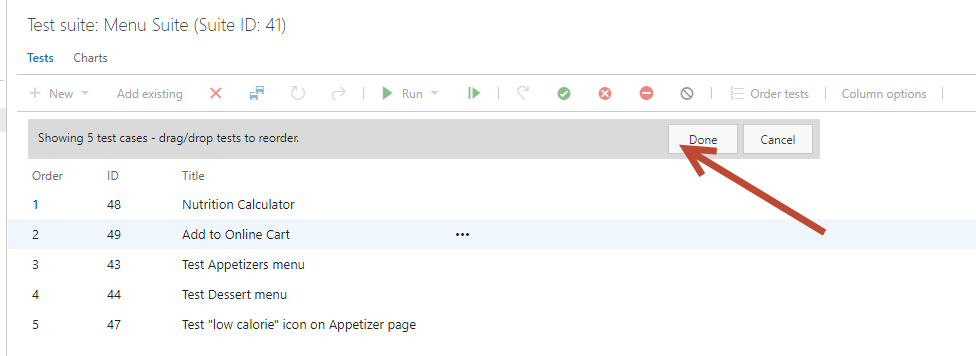 Test suite: Menu Suite (Suite ID: 41)
Tests Charts
New Add existing Run Order tests Column options
Showing 5 test cases - drag/drop tests to reorder. Done Cancel
Order ID Title
1 48 Nutrition Calculator
2 49 Add to Online Cart ...
3 43 Test Appetizers menu
4 44 Test Dessert menu
5 47 Test "low calorie" icon on Appetizer page